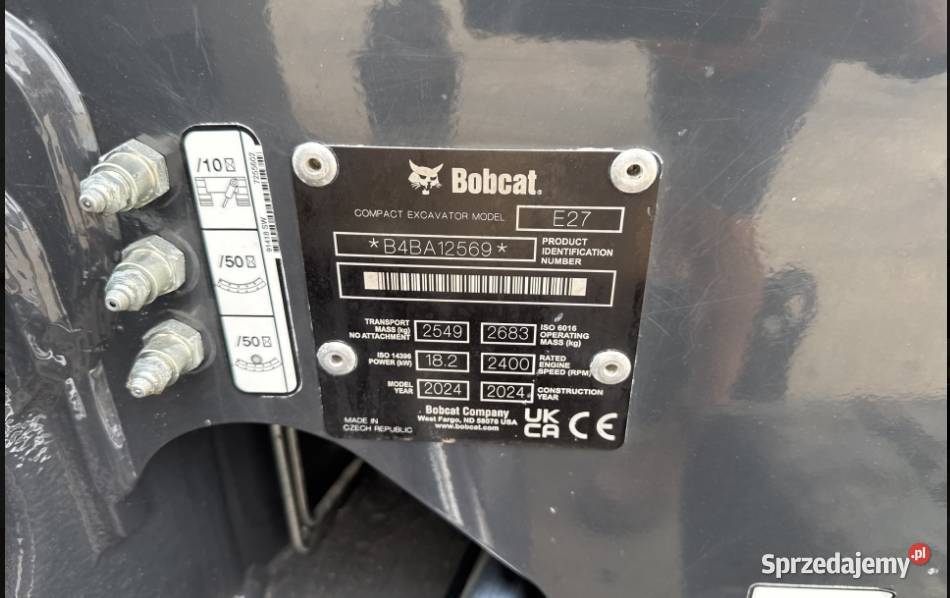 /10
/50
/50
7255602
91418 SW
Bobcat.
COMPACT EXCAVATOR MODEL E27
*B4BA12569* PRODUCT IDENTIFICATION NUMBER
TRANSPORT MASS (kg) NO ATTACHMENT 2549 2683 ISO 6016 OPERATING MASS (kg)
ISO 14396 POWER (kW) 18.2 2400 RATED ENGINE SPEED (RPM)
MODEL YEAR 2024 2024 CONSTRUCTION YEAR
Bobcat Company
West Fargo, ND 58078 USA
www.bobcat.com
MADE IN
CZECH REPUBLIC
UK
CA
CE
Sprzedajemy.pl